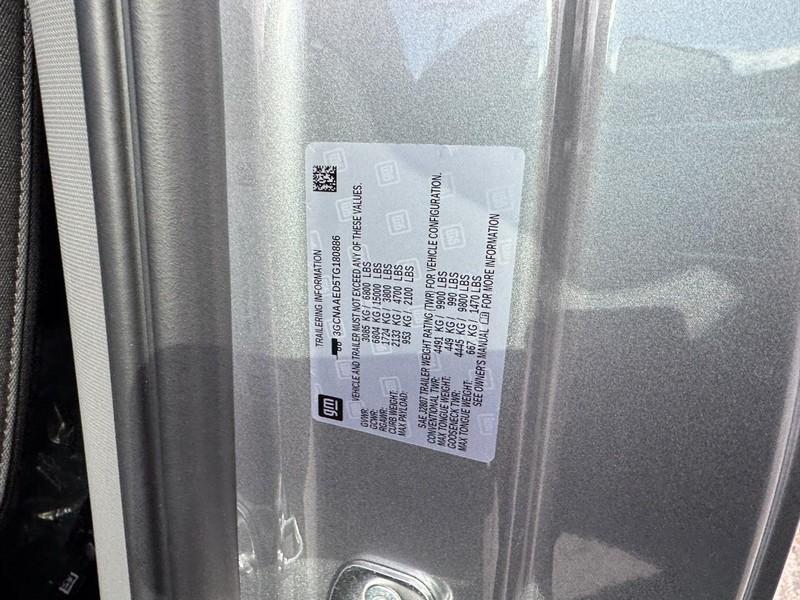 gm
TRAILERING INFORMATION
3GCNAAED5TG180886
VEHICLE AND TRAILER MUST NOT EXCEED ANY OF THESE VALUES.
GVWR: 3085 KG / 6800 LBS
GCWR: 6804 KG / 15000 LBS
RGAWR: 1724 KG / 3800 LBS
CURB WEIGHT: 2133 KG / 4700 LBS
MAX PAYLOAD: 953 KG / 2100 LBS
SAE J2807 TRAILER WEIGHT RATING (TWR) FOR VEHICLE CONFIGURATION.
CONVENTIONAL TWR: 4491 KG / 9900 LBS
MAX TONGUE WEIGHT: 449 KG / 990 LBS
GOOSENECK TWR: 4445 KG / 9800 LBS
MAX TONGUE WEIGHT: 667 KG / 1470 LBS
SEE OWNER'S MANUAL FOR MORE INFORMATION